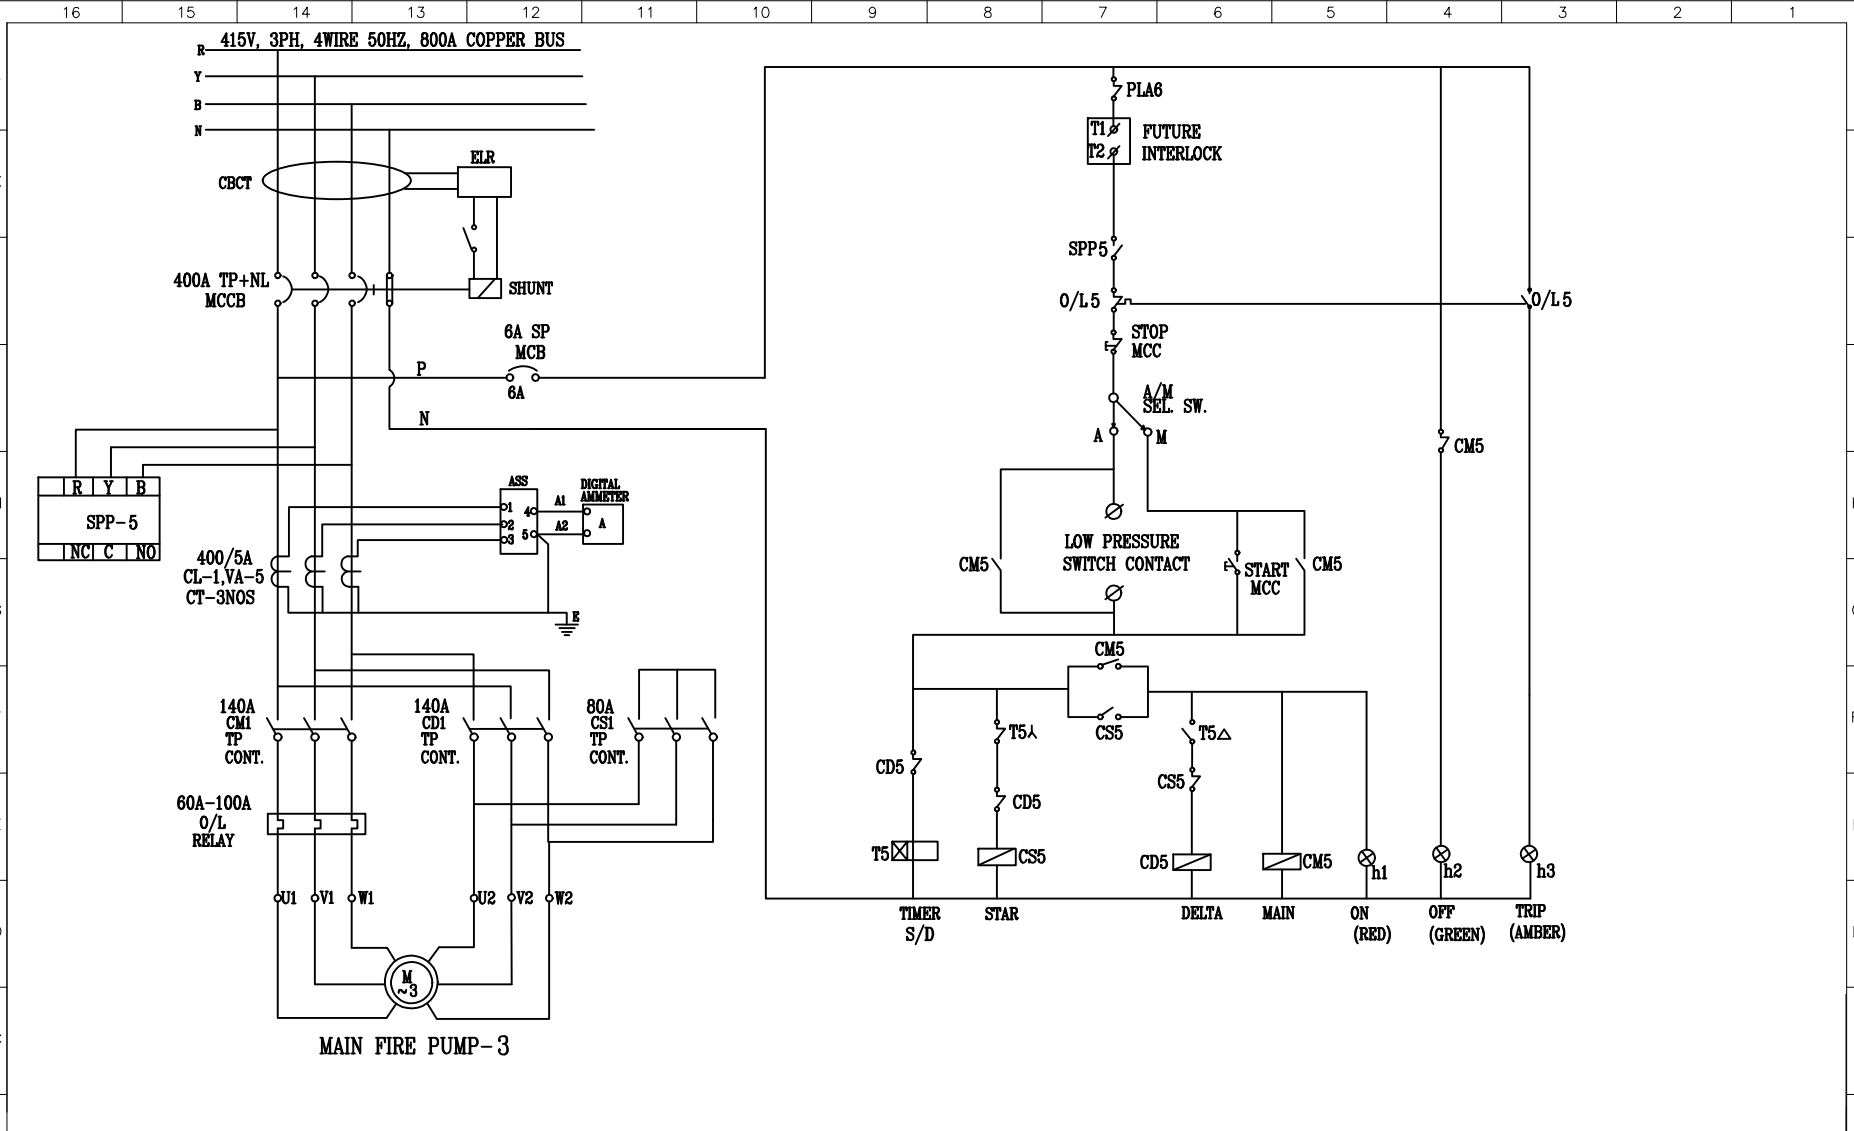 16 15 14 13 12 11 10 9 8 7 6 5 4 3 2 1
415V, 3PH, 4WIRE 50HZ, 800A COPPER BUS
R
Y
B
N
CBCT
ELR
400A TP+NL
MCCB
SHUNT
6A SP
MCB
6A
P
N
R Y B
SPP-5
NC C NO
ASS
1
2
3
4
5
A1
A2
DIGITAL
AMMETER
A
400/5A
CL-1,VA-5
CT-3NOS
E
140A
CM1
TP
CONT.
140A
CD1
TP
CONT.
80A
CS1
TP
CONT.
60A-100A
O/L
RELAY
U1 V1 W1 U2 V2 W2
M
~3
MAIN FIRE PUMP-3
PLA6
T1
T2
FUTURE
INTERLOCK
SPP5
O/L5
O/L5
STOP
MCC
A/M
SEL. SW.
A
M
CM5
LOW PRESSURE
SWITCH CONTACT
CM5
START
MCC
CM5
CM5
CS5
CD5
T5⅄
CD5
T5△
CS5
T5
CS5
CD5
CM5
h1
h2
h3
TIMER
S/D
STAR
DELTA
MAIN
ON
(RED)
OFF
(GREEN)
TRIP
(AMBER)